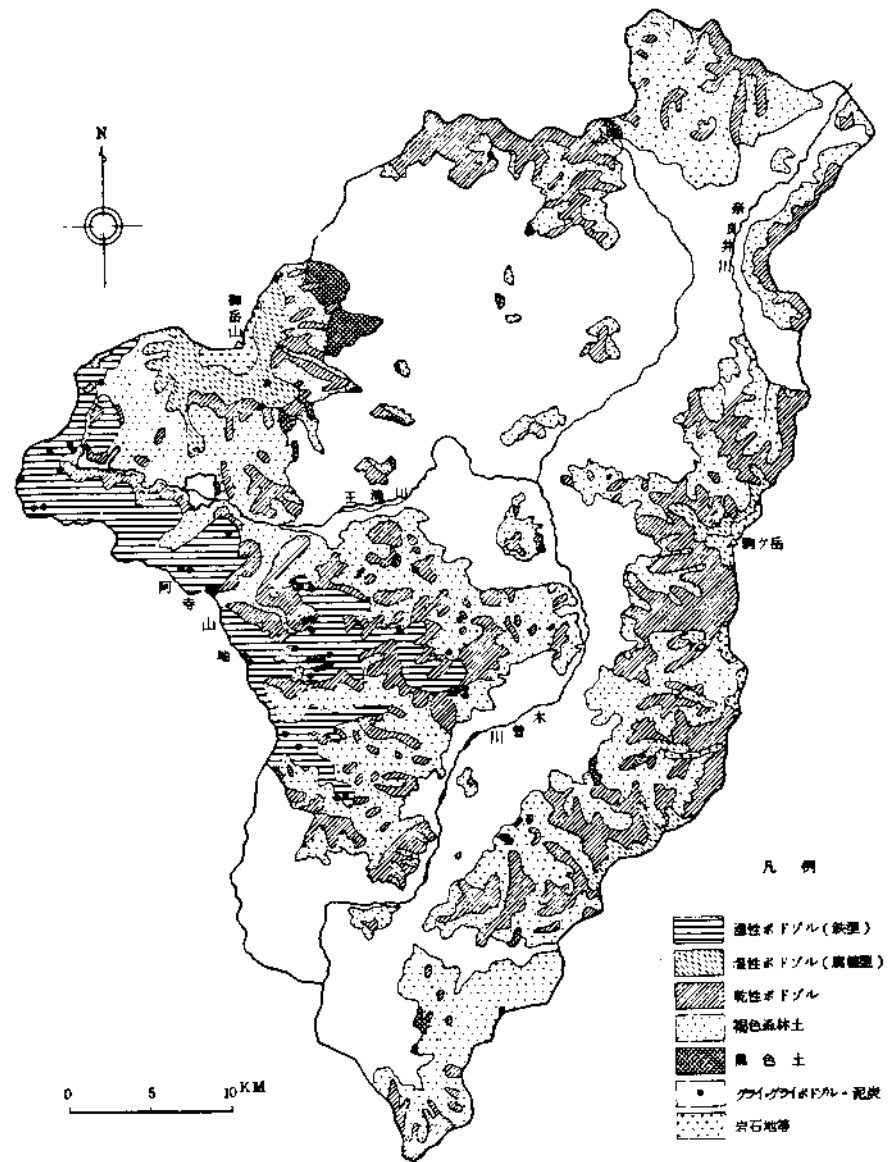 N
奈良井川
御岳山
王滝川
駒ヶ岳
阿寺山地
木曽川
凡例
湿性ポドゾル(鉄型)
湿性ポドゾル(腐植型)
乾性ポドゾル
褐色森林土
黒色土
グライ・グライポドゾル・泥炭
岩石地等
0 5 10 KM